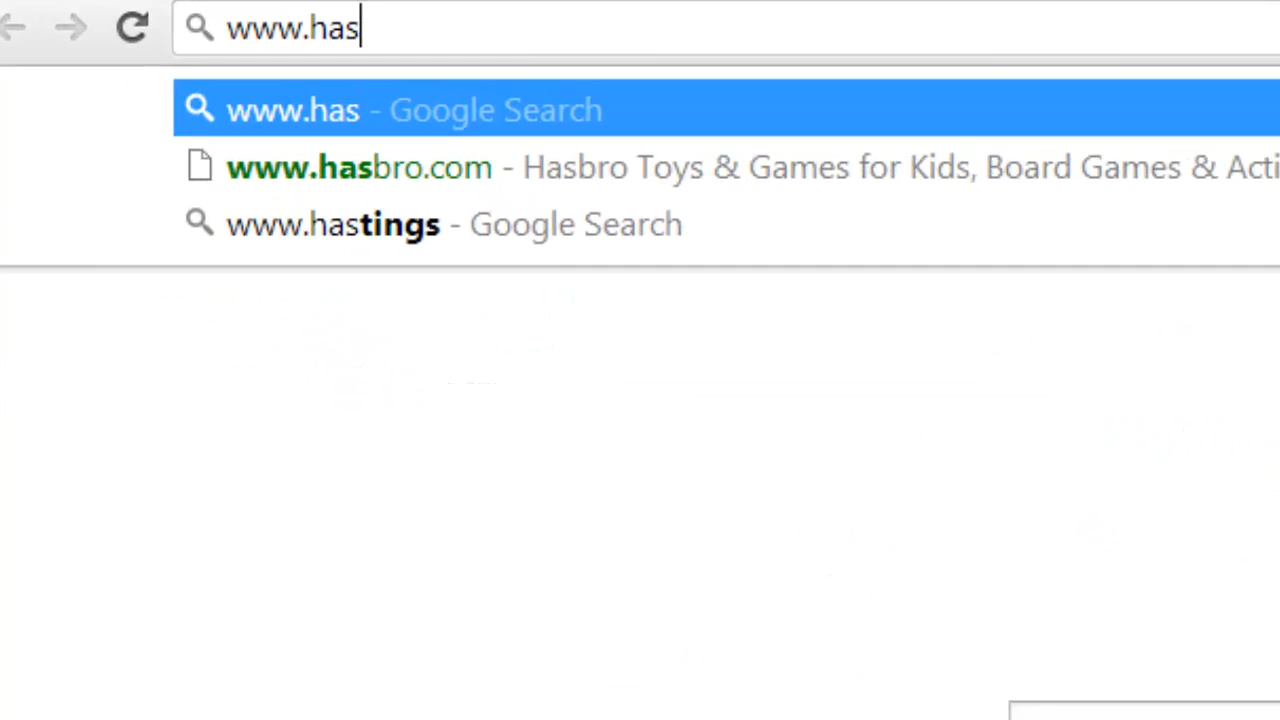 www.has
www.has - Google Search
www.hasbro.com - Hasbro Toys & Games for Kids, Board Games & Acti
www.hastings - Google Search